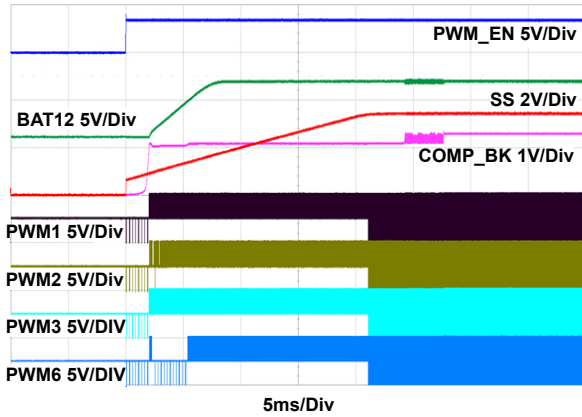 PWM_EN 5V/Div
BAT12 5V/Div
SS 2V/Div
COMP_BK 1V/Div
PWM1 5V/Div
PWM2 5V/Div
PWM3 5V/DIV
PWM6 5V/DIV
5ms/Div